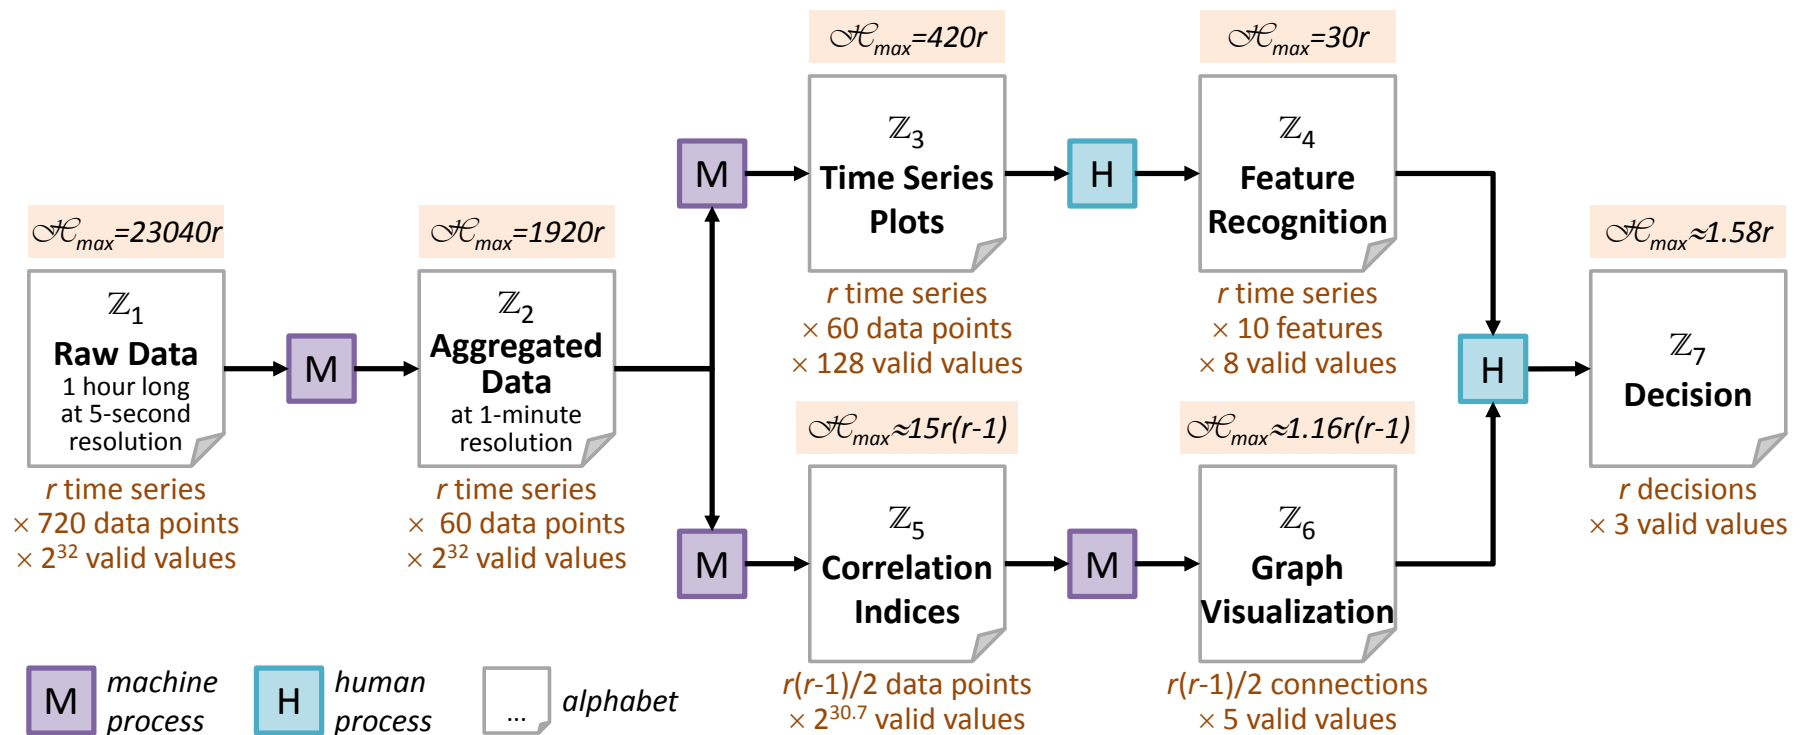 ℋmax=23040r
ℤ1
Raw Data
1 hour long
at 5-second
resolution
r time series
× 720 data points
× 2^32 valid values
M
ℋmax=1920r
ℤ2
Aggregated
Data
at 1-minute
resolution
r time series
× 60 data points
× 2^32 valid values
M
ℋmax=420r
ℤ3
Time Series
Plots
r time series
× 60 data points
× 128 valid values
H
ℋmax=30r
ℤ4
Feature
Recognition
r time series
× 10 features
× 8 valid values
M
ℋmax≈15r(r-1)
ℤ5
Correlation
Indices
r(r-1)/2 data points
× 2^30.7 valid values
M
ℋmax≈1.16r(r-1)
ℤ6
Graph
Visualization
r(r-1)/2 connections
× 5 valid values
H
ℋmax≈1.58r
ℤ7
Decision
r decisions
× 3 valid values
M
machine
process
H
human
process
...
alphabet